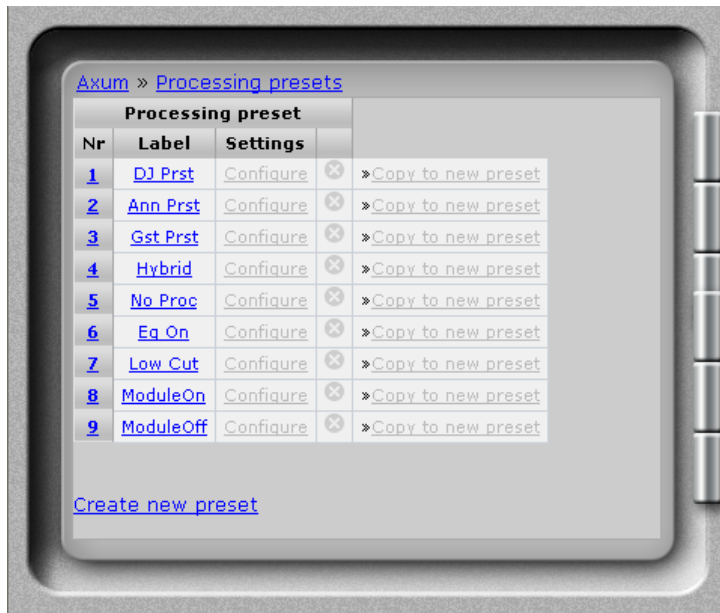 Axum » Processing presets
Processing preset
Nr Label Settings
1 DJ Prst Configure »Copy to new preset
2 Ann Prst Configure »Copy to new preset
3 Gst Prst Configure »Copy to new preset
4 Hybrid Configure »Copy to new preset
5 No Proc Configure »Copy to new preset
6 Eq On Configure »Copy to new preset
7 Low Cut Configure »Copy to new preset
8 ModuleOn Configure »Copy to new preset
9 ModuleOff Configure »Copy to new preset
Create new preset